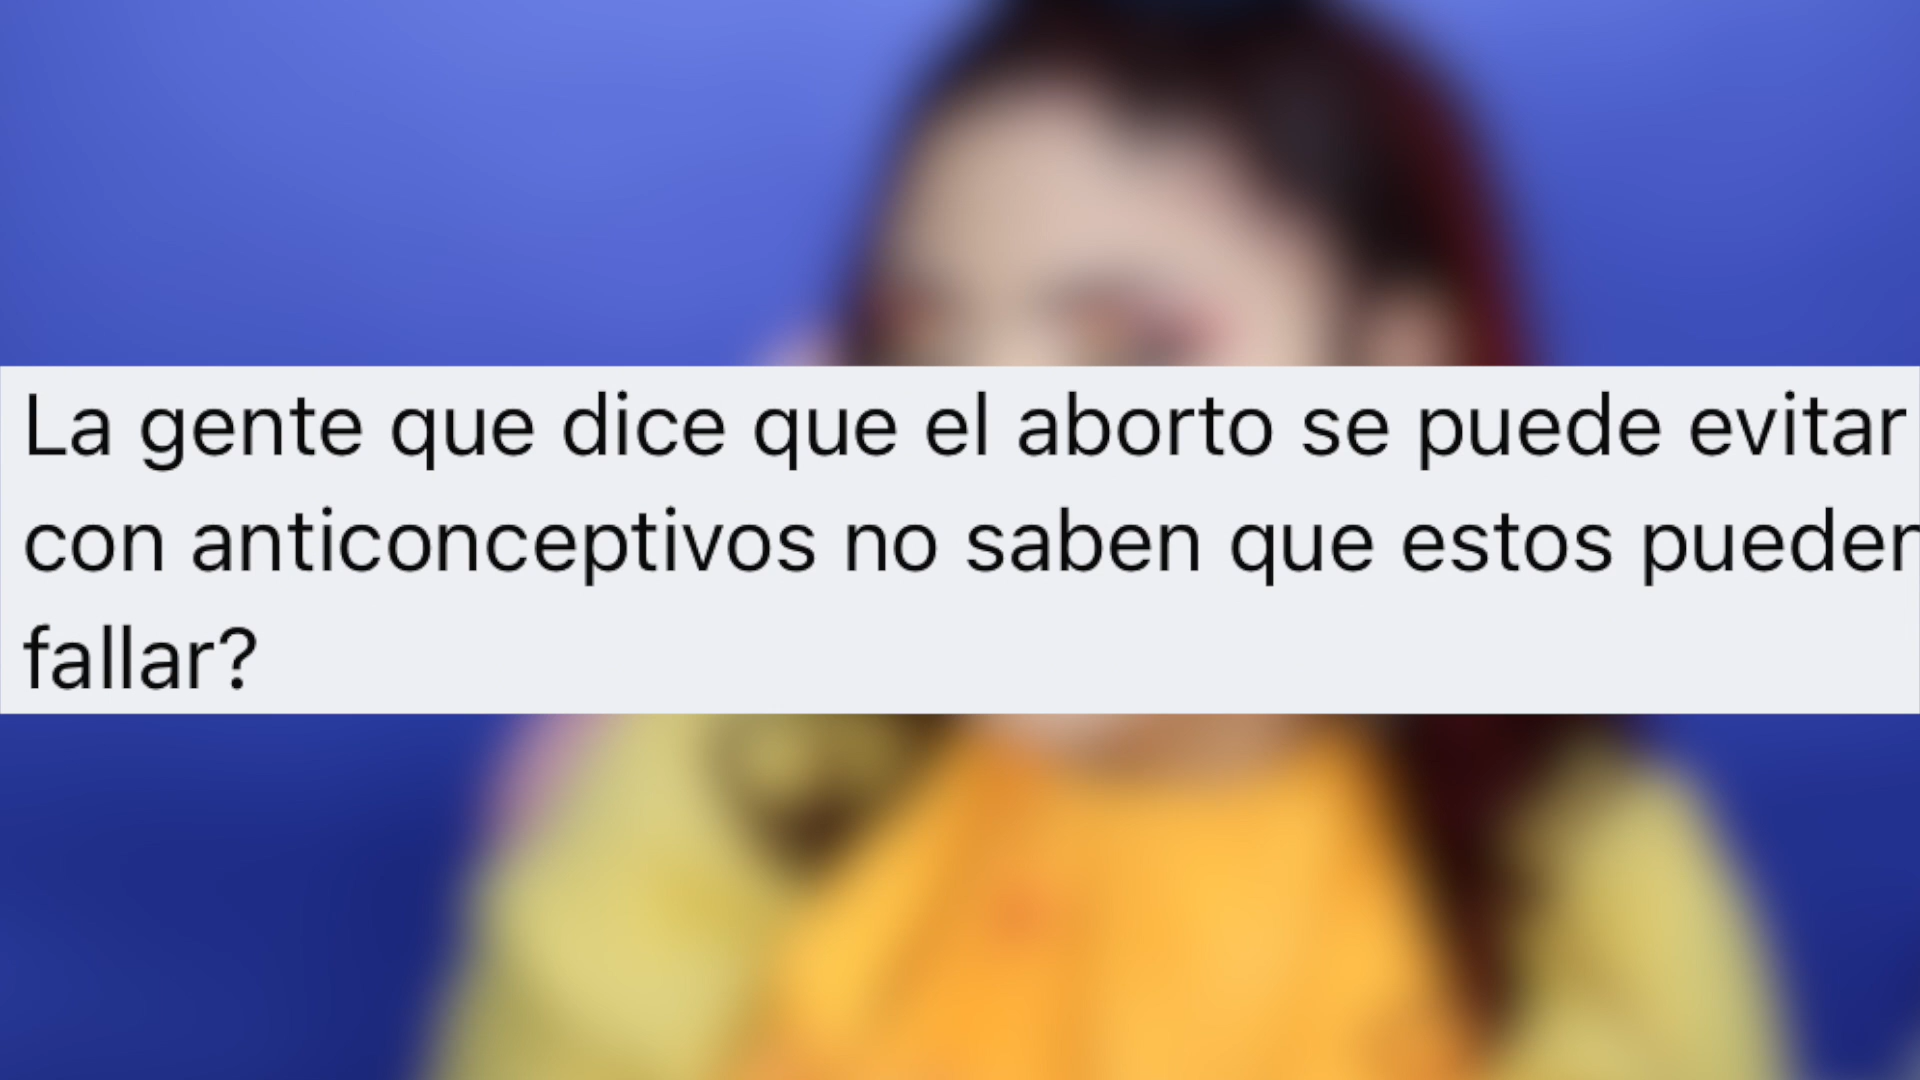 La gente que dice que el aborto se puede evitar
con anticonceptivos no saben que estos pueden
fallar?